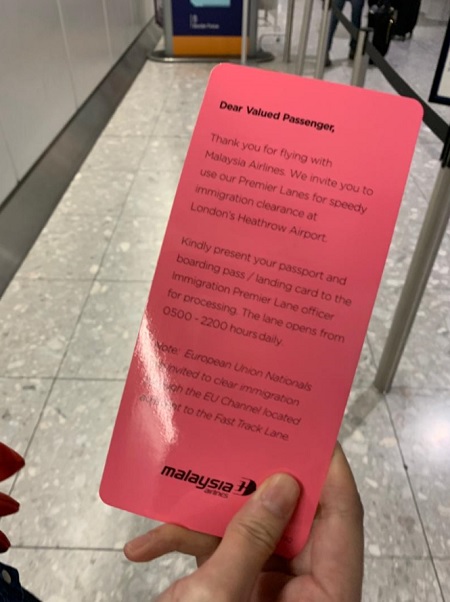 Dear Valued Passenger,
Thank you for flying with
Malaysia Airlines. We invite you to
use our Premier Lanes for speedy
immigration clearance at
London's Heathrow Airport.
Kindly present your passport and
boarding pass / landing card to the
Immigration Premier Lane officer
for processing. The lane opens from
0500 - 2200 hours daily.
Note: European Union Nationals
invited to clear immigration
the EU Channel located
to the Fast Track Lane.
malaysia
airlines